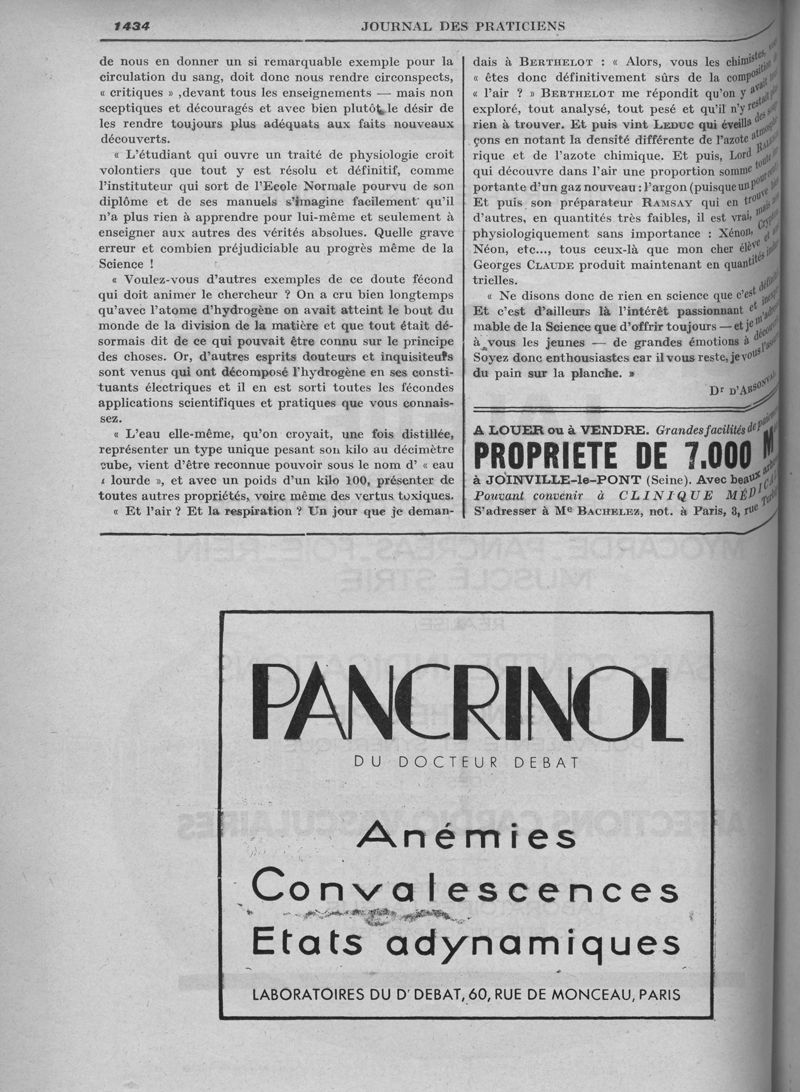 1434
JOURNAL DES PRATICIENS
de nous en donner un si remarquable exemple pour la
circulation du sang, doit donc nous rendre circonspects,
« critiques » ,devant tous les enseignements — mais non
sceptiques et découragés et avec bien plutôt le désir de
les rendre toujours plus adéquats aux faits nouveaux
découverts.
« L'étudiant qui ouvre un traité de physiologie croit
volontiers que tout y est résolu et définitif, comme
l'instituteur qui sort de l'Ecole Normale pourvu de son
diplôme et de ses manuels s'imagine facilement qu'il
n'a plus rien à apprendre pour lui-même et seulement à
enseigner aux autres des vérités absolues. Quelle grave
erreur et combien préjudiciable au progrès même de la
Science !
« Voulez-vous d'autres exemples de ce doute fécond
qui doit animer le chercheur ? On a cru bien longtemps
qu'avec l'atome d'hydrogène on avait atteint le bout du
monde de la division de la matière et que tout était dé-
sormais dit de ce qui pouvait être connu sur le principe
des choses. Or, d'autres esprits douteurs et inquisiteurs
sont venus qui ont décomposé l'hydrogène en ses consti-
tuants électriques et il en est sorti toutes les fécondes
applications scientifiques et pratiques que vous connais-
sez.
« L'eau elle-même, qu'on croyait, une fois distillée,
représenter un type unique pesant son kilo au décimètre
cube, vient d'être reconnue pouvoir sous le nom d' « eau
lourde », et avec un poids d'un kilo 100, présenter de
toutes autres propriétés, voire même des vertus toxiques.
« Et l'air ? Et la respiration ? Un jour que je deman-
dais à BERTHELOT : « Alors, vous les chimistes,
« êtes donc définitivement sûrs de la composition de
« l'air ? » BERTHELOT me répondit qu'on y avait
exploré, tout analysé, tout pesé et qu'il n'y restait
rien à trouver. Et puis vint LEDUC qui éveilla des
çons en notant la densité différente de l'azote
rique et de l'azote chimique. Et puis, Lord
qui découvre dans l'air une proportion somme toute
portante d'un gaz nouveau : l'argon (puisque un pour
Et puis son préparateur RAMSAY qui en trouve
d'autres, en quantités très faibles, il est vrai, mais
physiologiquement sans importance : Xénon,
Néon, etc..., tous ceux-là que mon cher élève et
Georges CLAUDE produit maintenant en quantités
trielles.
« Ne disons donc de rien en science que c'est
Et c'est d'ailleurs là l'intérêt passionnant et
mable de la Science que d'offrir toujours — et je
à vous les jeunes — de grandes émotions à
Soyez donc enthousiastes car il vous reste, je vous
du pain sur la planche. »
Dr D'ARSONVAL
A LOUER ou à VENDRE. Grandes facilités de
PROPRIETE DE 7.000 M
à JOINVILLE-le-PONT (Seine). Avec beaux
Pouvant convenir à CLINIQUE MÉDICALE
S'adresser à Me BACHELEZ, not. à Paris, 3, rue
PANCRINOL
DU DOCTEUR DEBAT
Anémies
Convalescences
Etats adynamiques
LABORATOIRES DU Dr DEBAT, 60, RUE DE MONCEAU, PARIS